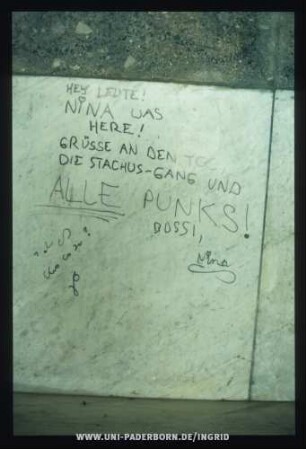 HEY LEUTE!
NINA WAS
HERE!
GRÜSSE AN DEN
DIE STACHUS-GANG UND
ALLE PUNKS!
BUSSI,
Nina
WWW.UNI-PADERBORN.DE/INGRID